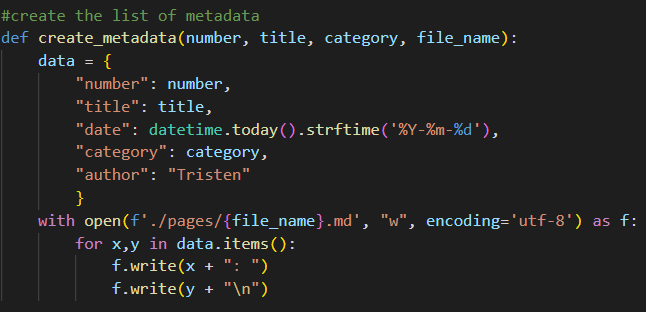 #create the list of metadata
def create_metadata(number, title, category, file_name):
    data = {
        "number": number,
        "title": title,
        "date": datetime.today().strftime('%Y-%m-%d'),
        "category": category,
        "author": "Tristen"
        }
    with open(f'./pages/{file_name}.md', "w", encoding='utf-8') as f:
        for x,y in data.items():
            f.write(x + ": ")
            f.write(y + "\n")